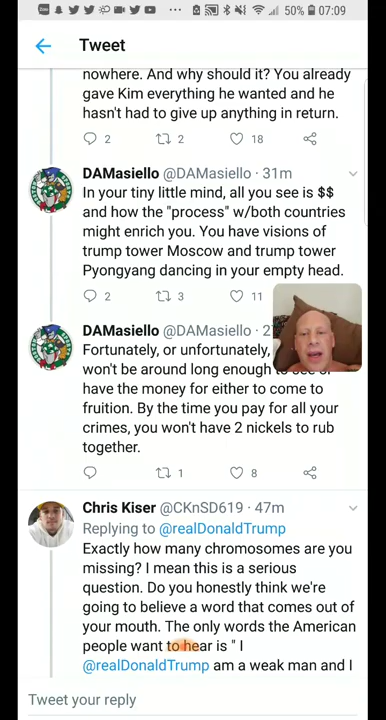 50% 07:09
Tweet
nowhere. And why should it? You already
gave Kim everything he wanted and he
hasn't had to give up anything in return.
2 2 18
DAMasiello @DAMasiello · 31m
In your tiny little mind, all you see is $$
and how the "process" w/both countries
might enrich you. You have visions of
trump tower Moscow and trump tower
Pyongyang dancing in your empty head.
2 3 11
DAMasiello @DAMasiello · 2
Fortunately, or unfortunately,
won't be around long enough
have the money for either to come to
fruition. By the time you pay for all your
crimes, you won't have 2 nickels to rub
together.
1 8
Chris Kiser @CKnSD619 · 47m
Replying to @realDonaldTrump
Exactly how many chromosomes are you
missing? I mean this is a serious
question. Do you honestly think we're
going to believe a word that comes out of
your mouth. The only words the American
people want to hear is " I
@realDonaldTrump am a weak man and I
Tweet your reply